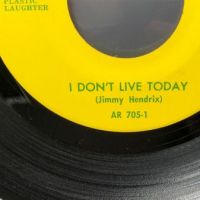 PLASTIC
LAUGHTER
I DON'T LIVE TODAY
(Jimmy Hendrix)
AR 705-1